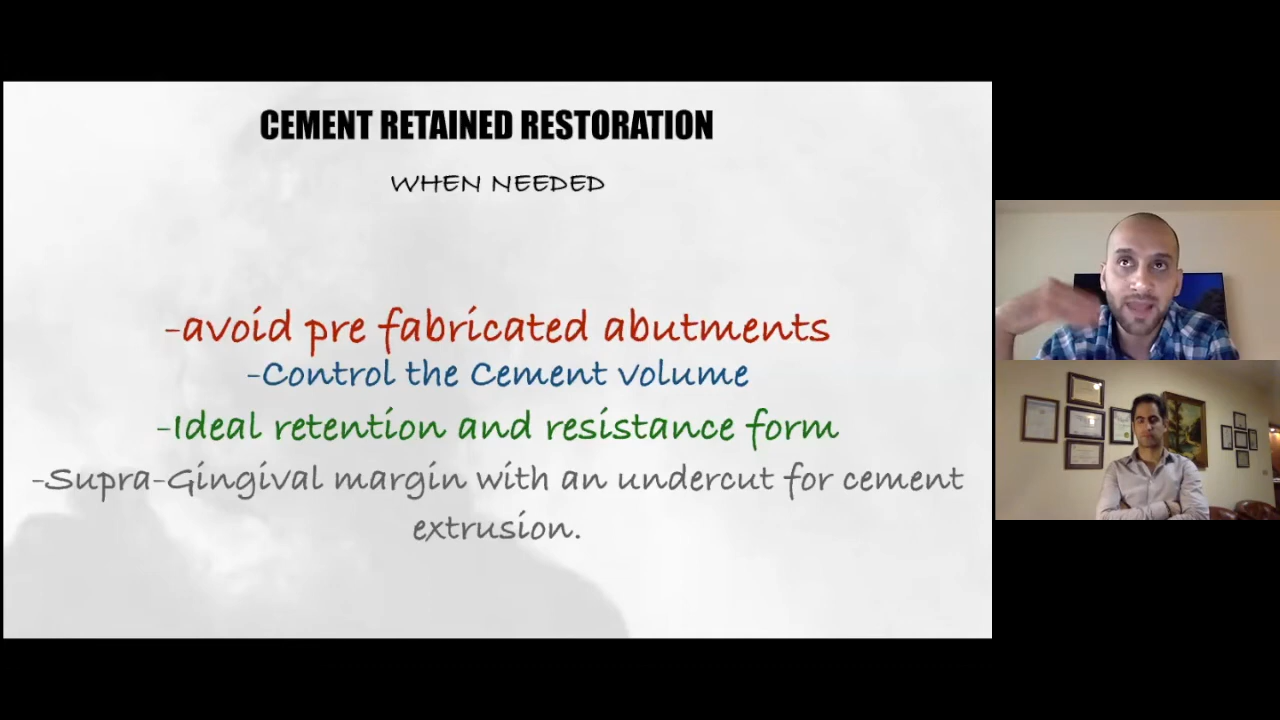 CEMENT RETAINED RESTORATION
WHEN NEEDED
-avoid pre fabricated abutments
-Control the Cement volume
-Ideal retention and resistance form
-Supra-Gingival margin with an undercut for cement
extrusion.